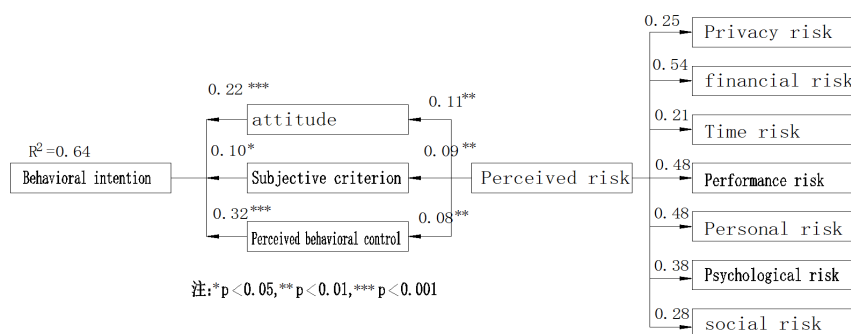 0.25
Privacy risk
0.54
financial risk
0.22 ***
0.11**
attitude
0.21
Time risk
R²=0.64
0.10*
0.09 **
0.48
Behavioral intention
Subjective criterion
Perceived risk
Performance risk
0.32***
0.08**
0.48
Perceived behavioral control
Personal risk
0.38
注:*p<0.05,**p<0.01,***p<0.001
Psychological risk
0.28
social risk